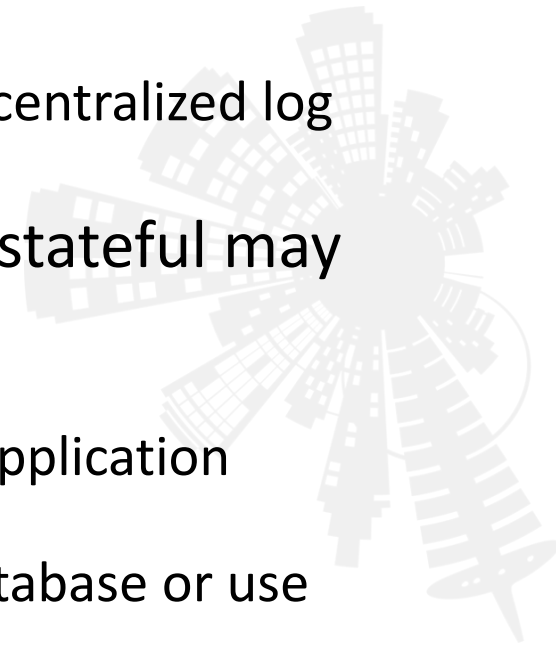 centralized log
stateful may
pplication
tabase or use